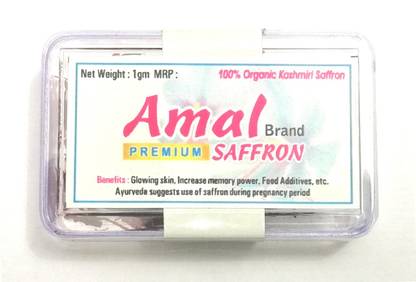 Net Weight : 1gm MRP :
100% Organic Kashmiri Saffron
Amal Brand
PREMIUM SAFFRON
Benefits : Glowing skin, Increase memory power, Food Additives, etc.
Ayurveda suggests use of saffron during pregnancy period